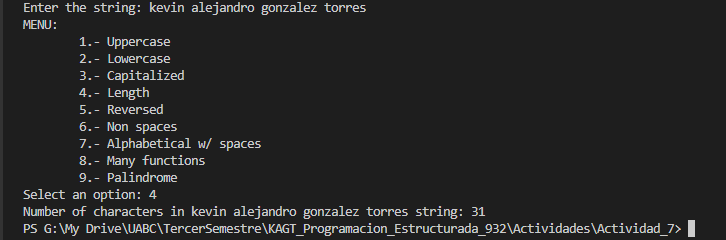 Enter the string: kevin alejandro gonzalez torres
MENU:
1.- Uppercase
2.- Lowercase
3.- Capitalized
4.- Length
5.- Reversed
6.- Non spaces
7.- Alphabetical w/ spaces
8.- Many functions
9.- Palindrome
Select an option: 4
Number of characters in kevin alejandro gonzalez torres string: 31
PS G:\My Drive\UABC\TercerSemestre\KAGT_Programacion_Estructurada_932\Actividades\Actividad_7>